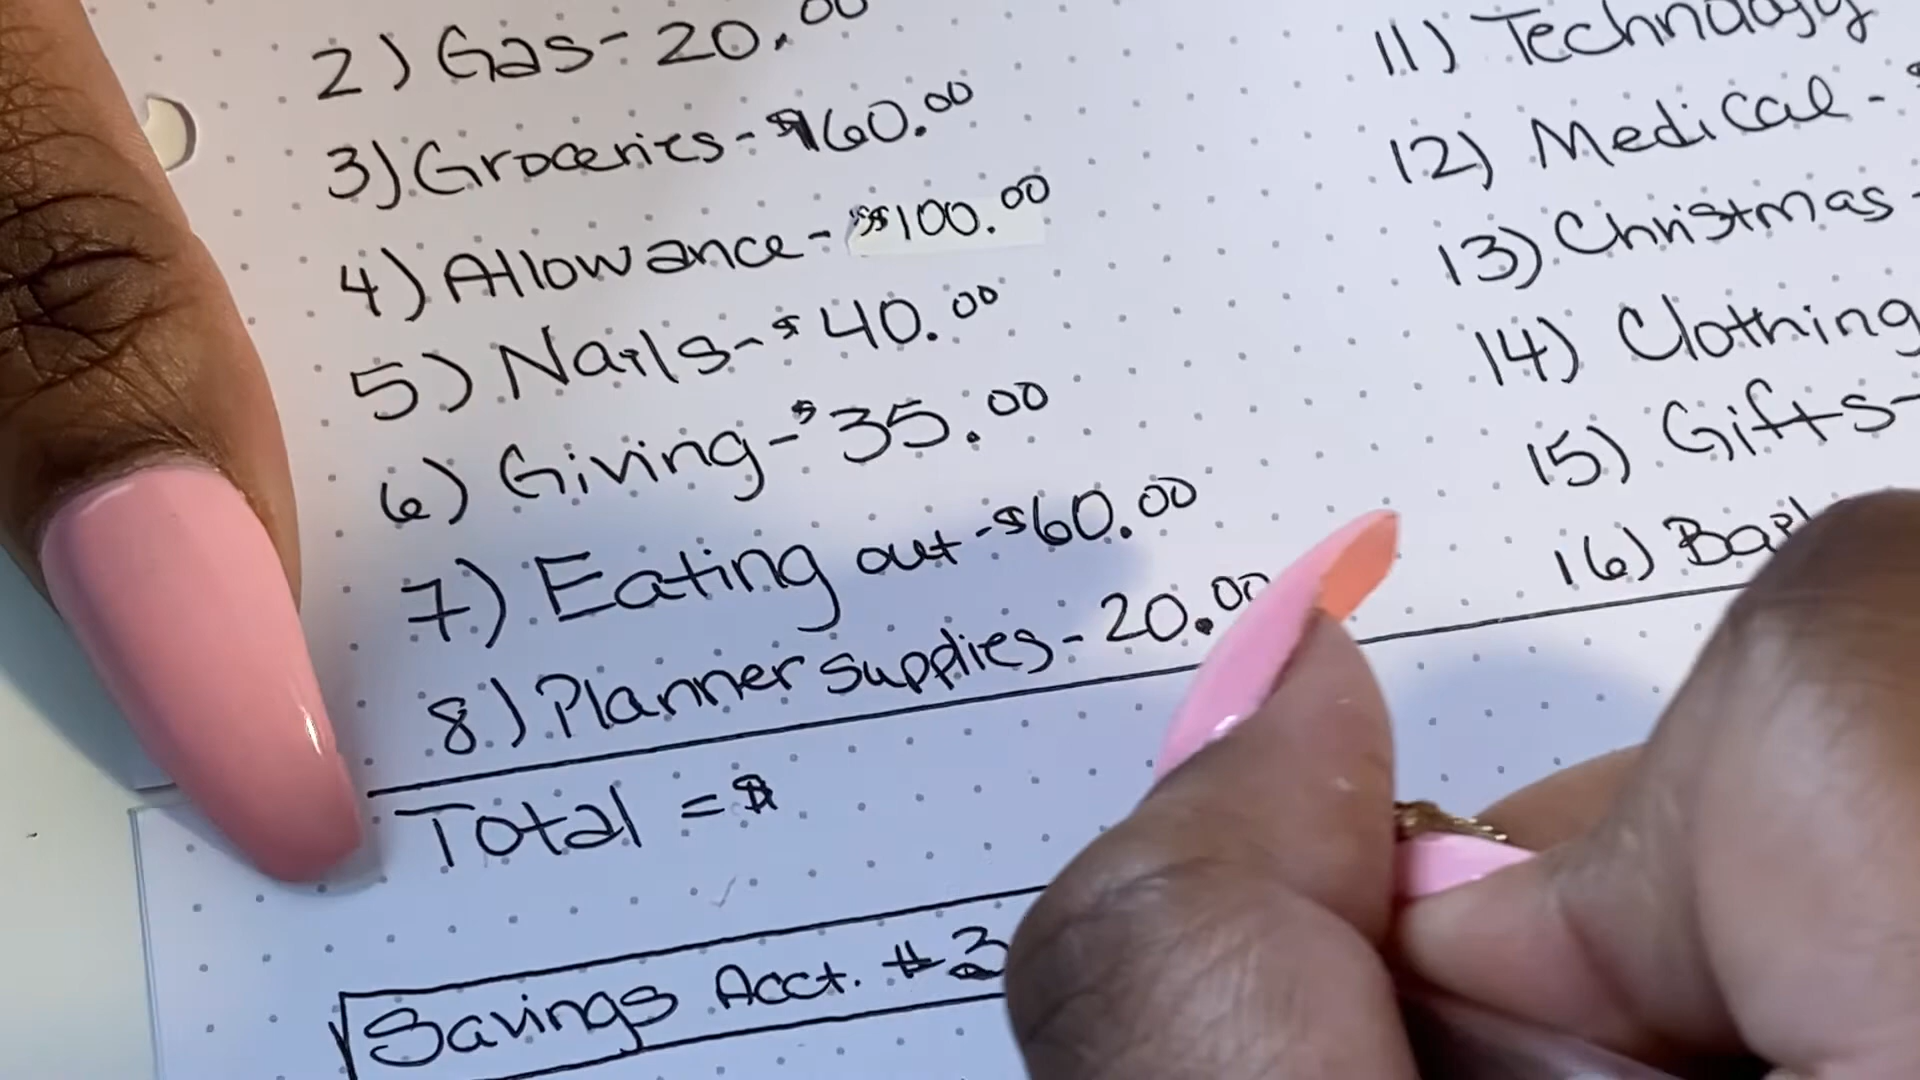 2) Gas - 20.00
3) Groceries - $160.00
4) Allowance - $100.00
5) Nails - $40.00
6) Giving - $35.00
7) Eating out - $60.00
8) Planner supplies - 20.00
Total = $
Savings Acct. #3
11) Technology
12) Medical -
13) Christmas -
14) Clothing
15) Gifts -
16)